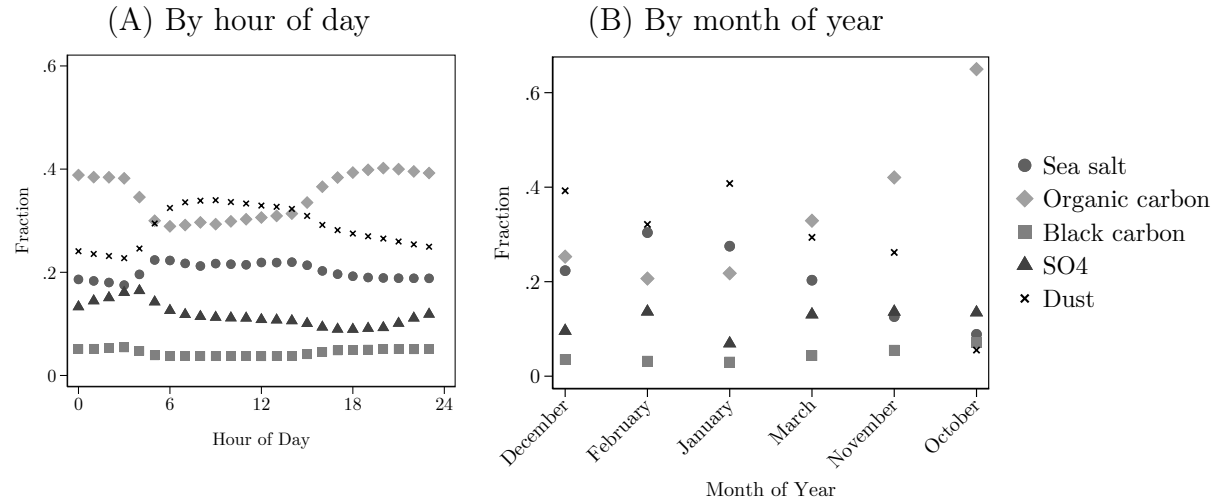 (A) By hour of day
.6
.4
.2
0
Fraction
0 6 12 18 24
Hour of Day
(B) By month of year
.6
.4
.2
0
Fraction
December February January March November October
Month of Year
Sea salt
Organic carbon
Black carbon
SO4
Dust